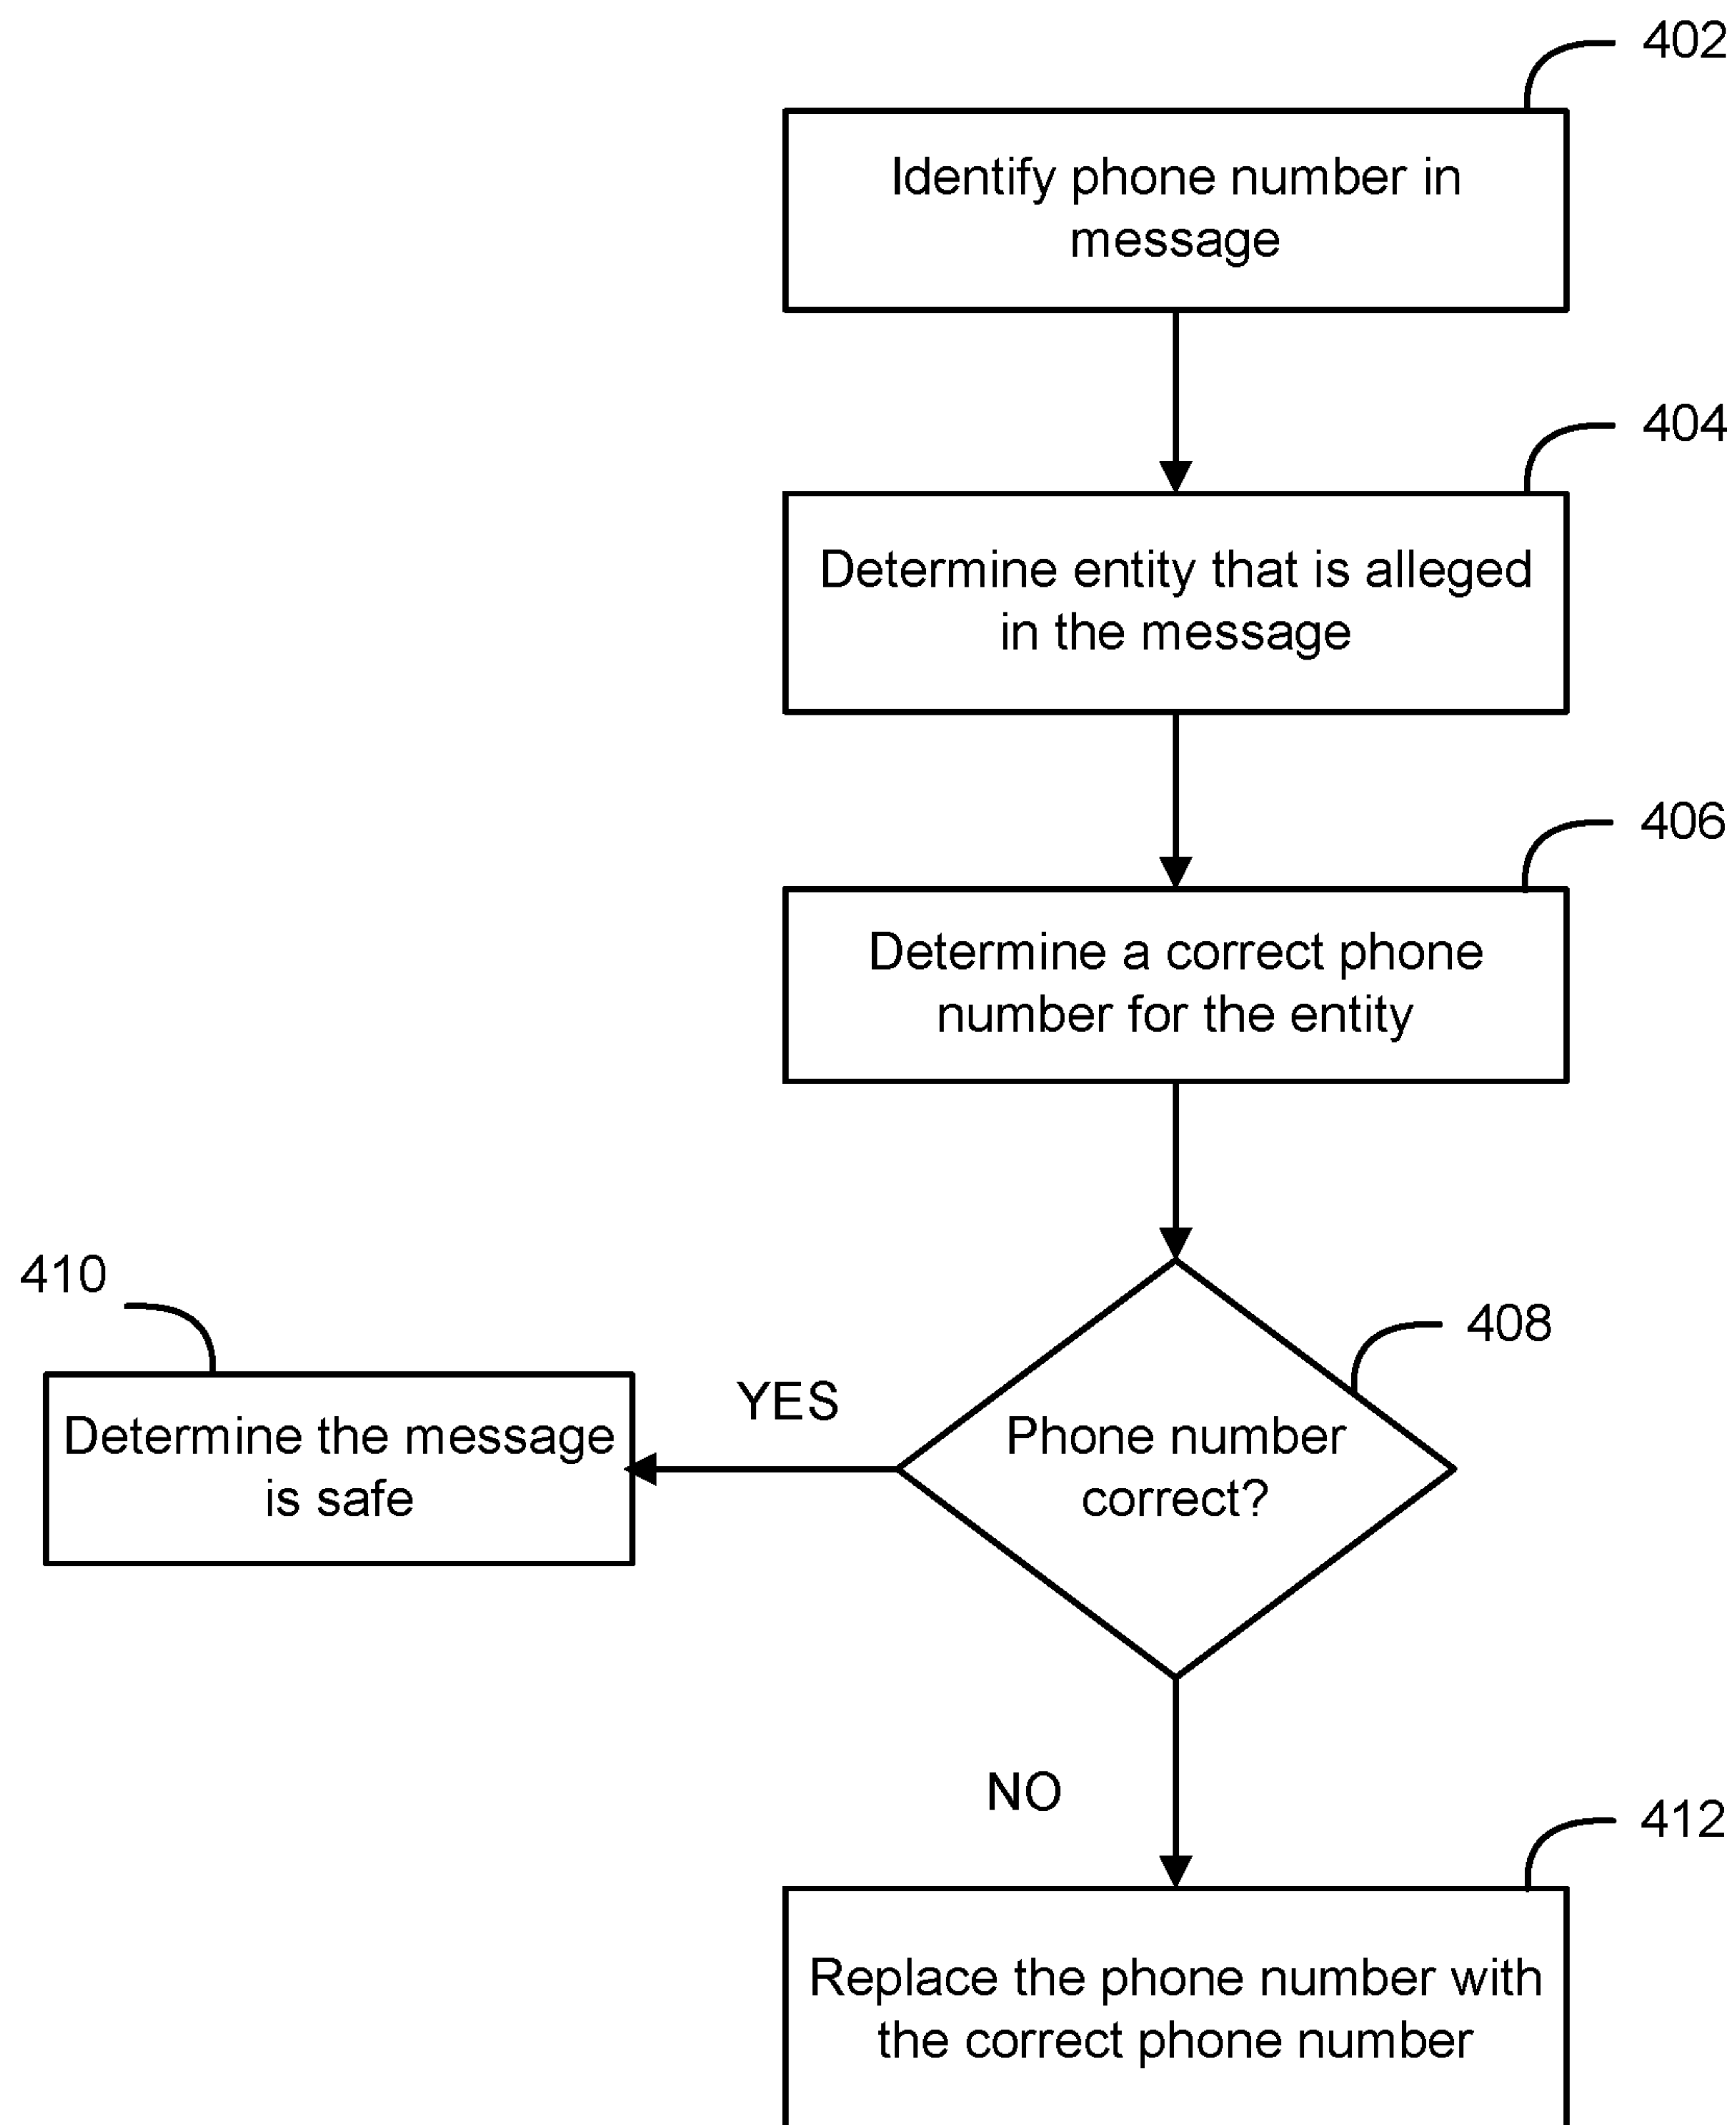 402
Identify phone number in
message
404
Determine entity that is alleged
in the message
406
Determine a correct phone
number for the entity
410
408
YES
Determine the message
is safe
Phone number
correct?
NO
412
Replace the phone number with
the correct phone number